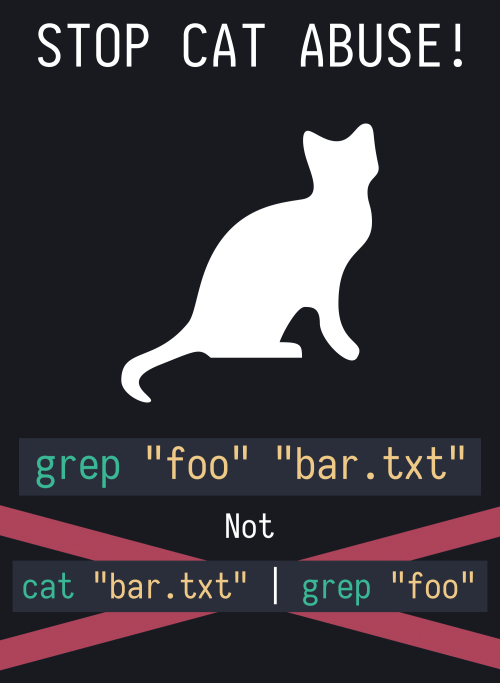 STOP CAT ABUSE!
grep "foo" "bar.txt"
Not
cat "bar.txt" | grep "foo"